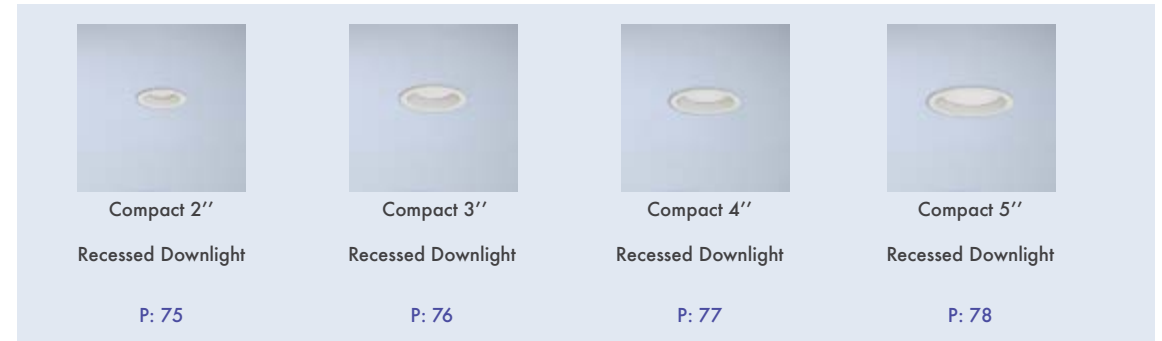 Compact 2’’
Recessed Downlight
P: 75
Compact 3’’
Recessed Downlight
P: 76
Compact 4’’
Recessed Downlight
P: 77
Compact 5’’
Recessed Downlight
P: 78